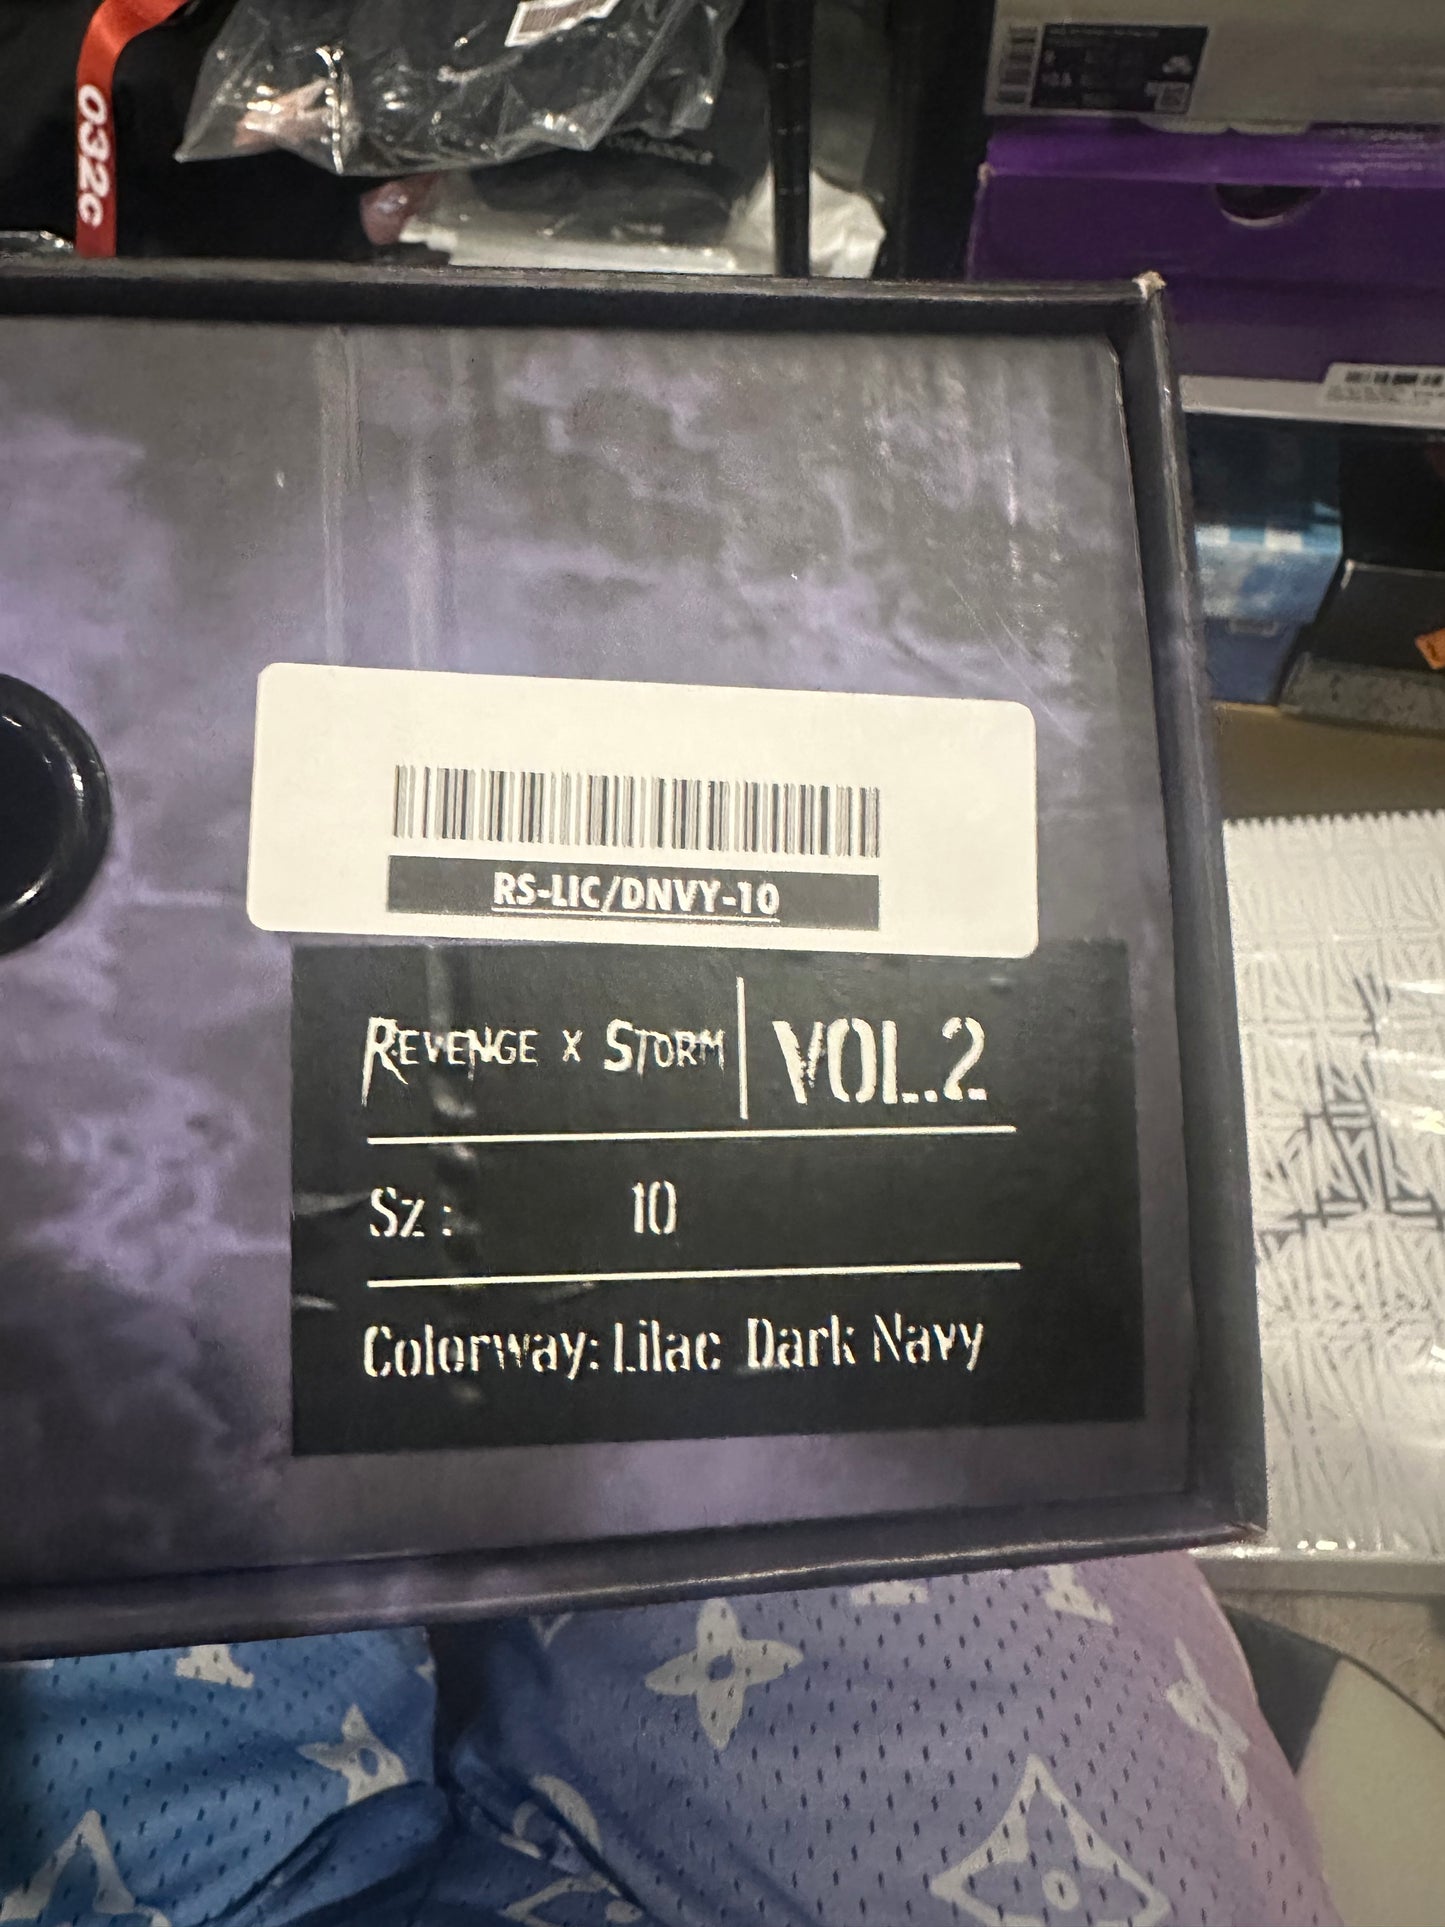 032c
RS-LIC/DNVY-10
REVENGE X STORM
VOL.2
Sz: 10
Colorway: Lilac Dark Navy